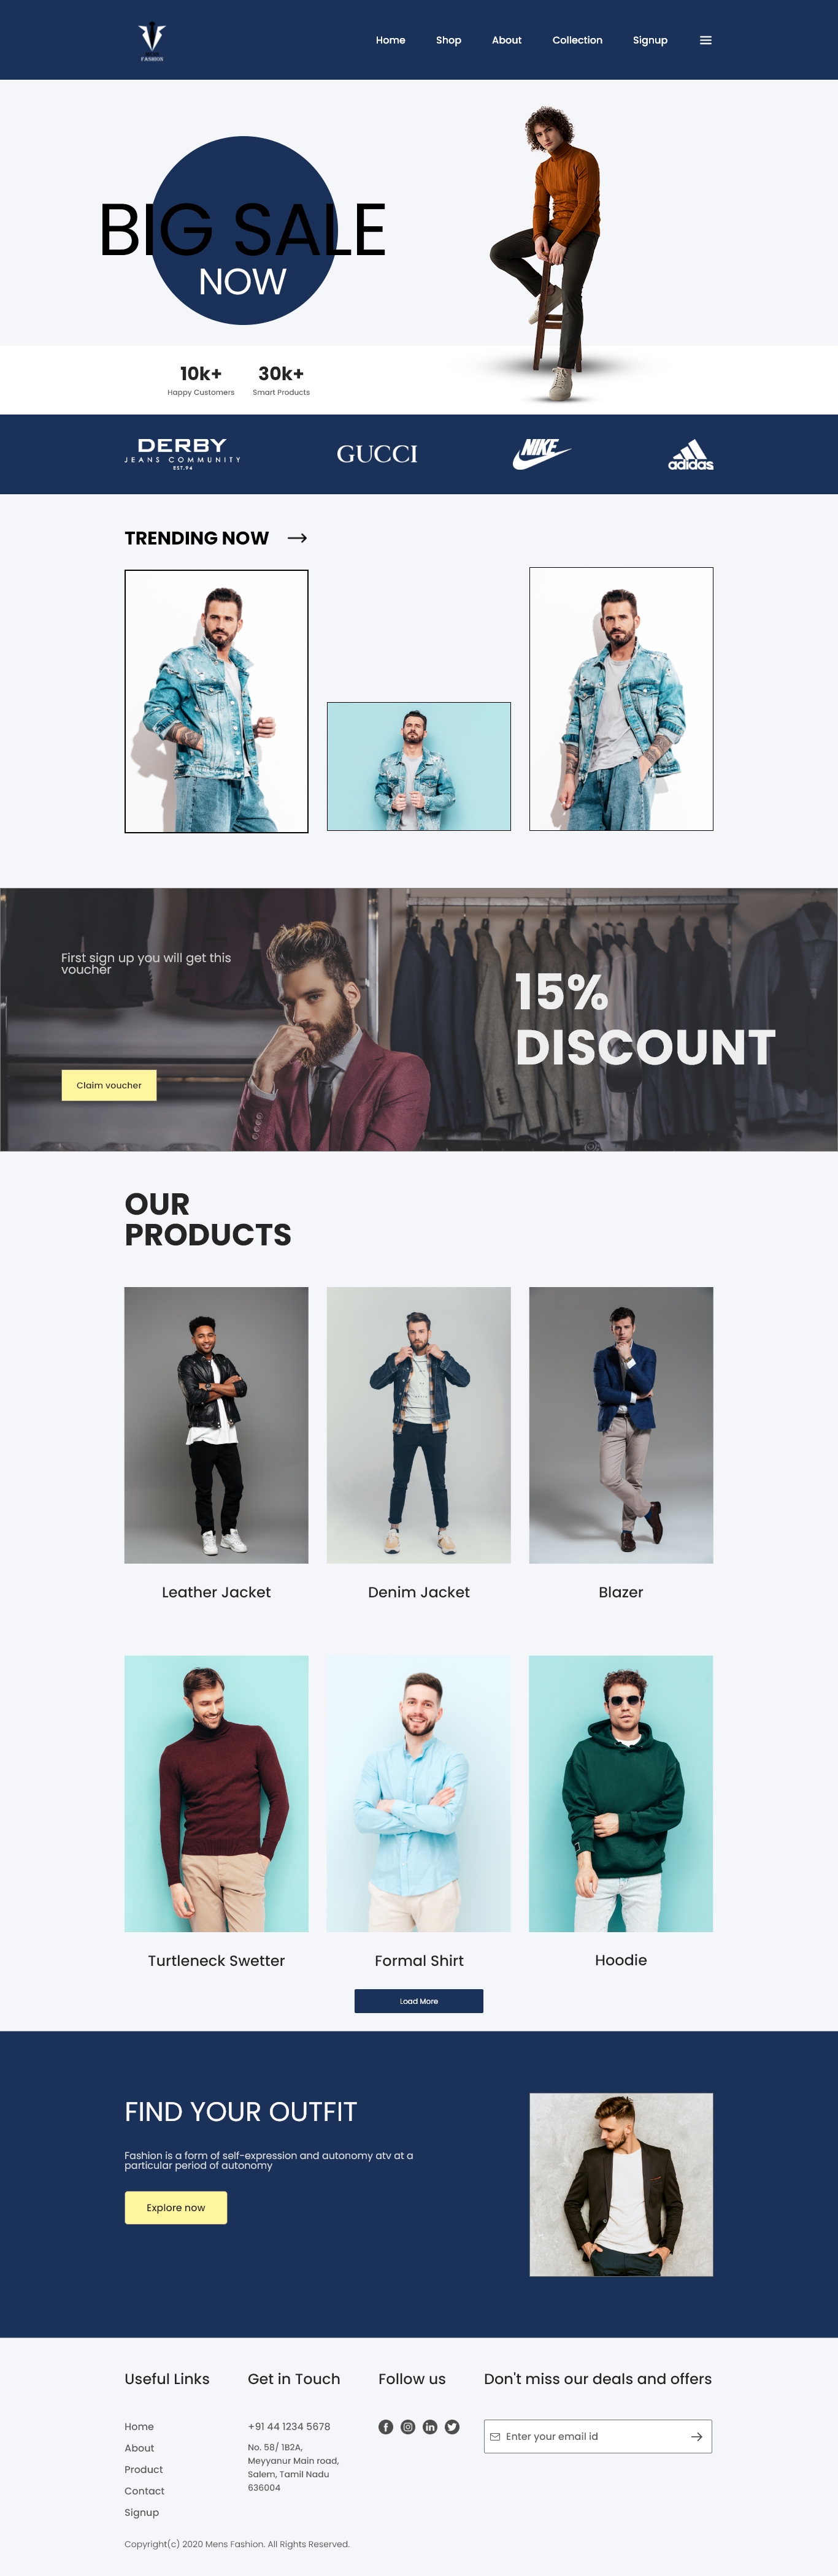 FASHION
Home Shop About Collection Signup
BIG SALE
NOW
10k+ 30k+
Happy Customers Smart Products
DERBY
JEANS COMMUNITY
EST.94
GUCCI
NIKE
adidas
TRENDING NOW
First sign up you will get this
voucher
Claim voucher
15%
DISCOUNT
OUR
PRODUCTS
Leather Jacket Denim Jacket Blazer
Turtleneck Swetter Formal Shirt Hoodie
Load More
FIND YOUR OUTFIT
Fashion is a form of self-expression and autonomy atv at a
particular period of autonomy
Explore now
Useful Links
Home
About
Product
Contact
Signup
Get in Touch
+91 44 1234 5678
No. 58/ 1B2A,
Meyyanur Main road,
Salem, Tamil Nadu
636004
Follow us
Don't miss our deals and offers
Enter your email id
Copyright(c) 2020 Mens Fashion. All Rights Reserved.